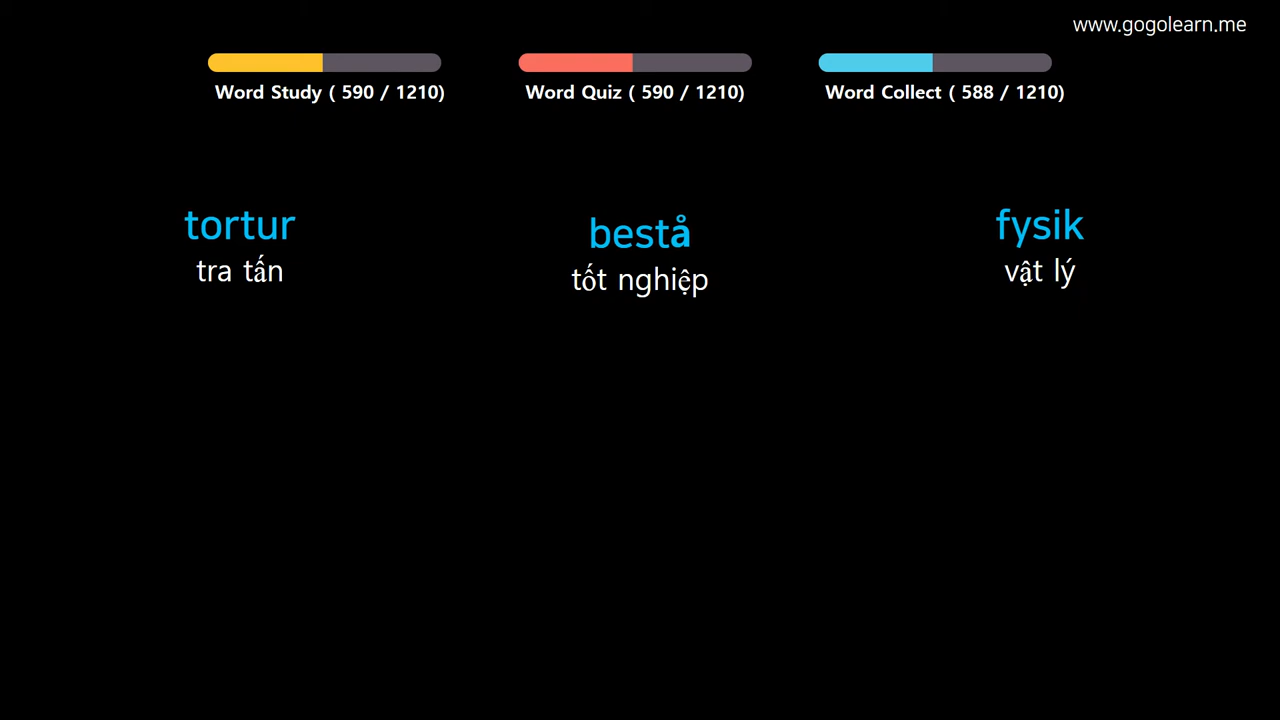 www.gogolearn.me
Word Study ( 590 / 1210)
Word Quiz ( 590 / 1210)
Word Collect ( 588 / 1210)
tortur
tra tấn
bestå
tốt nghiệp
fysik
vật lý